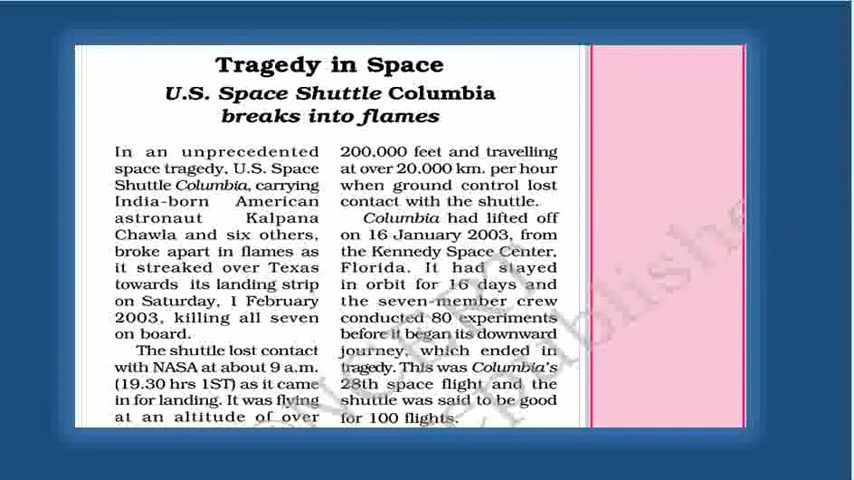 Tragedy in Space
U.S. Space Shuttle Columbia
breaks into flames
In an unprecedented
space tragedy, U.S. Space
Shuttle Columbia, carrying
India-born American
astronaut Kalpana
Chawla and six others,
broke apart in flames as
it streaked over Texas
towards its landing strip
on Saturday, 1 February
2003, killing all seven
on board.
The shuttle lost contact
with NASA at about 9 a.m.
(19.30 hrs 1ST) as it came
in for landing. It was flying
at an altitude of over
200,000 feet and travelling
at over 20.000 km. per hour
when ground control lost
contact with the shuttle.
Columbia had lifted off
on 16 January 2003, from
the Kennedy Space Center,
Florida. It had stayed
in orbit for 16 days and
the seven-member crew
conducted 80 experiments
before it began its downward
journey, which ended in
tragedy. This was Columbia's
28th space flight and the
shuttle was said to be good
for 100 flights.
NCERT
republishe